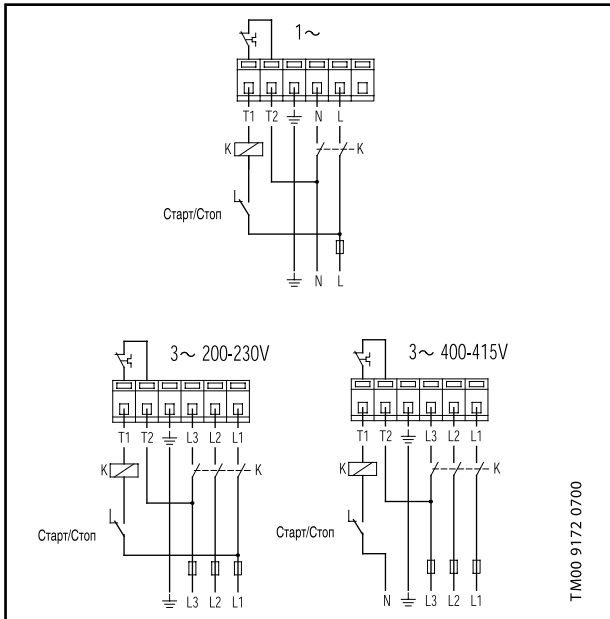 1~
T1 T2 N L
K K
Старт/Стоп
N L
3~ 200-230V
T1 T2 L3 L2 L1
K K
Старт/Стоп
L3 L2 L1
3~ 400-415V
T1 T2 L3 L2 L1
K K
Старт/Стоп
N L3 L2 L1
TM00 9172 0700